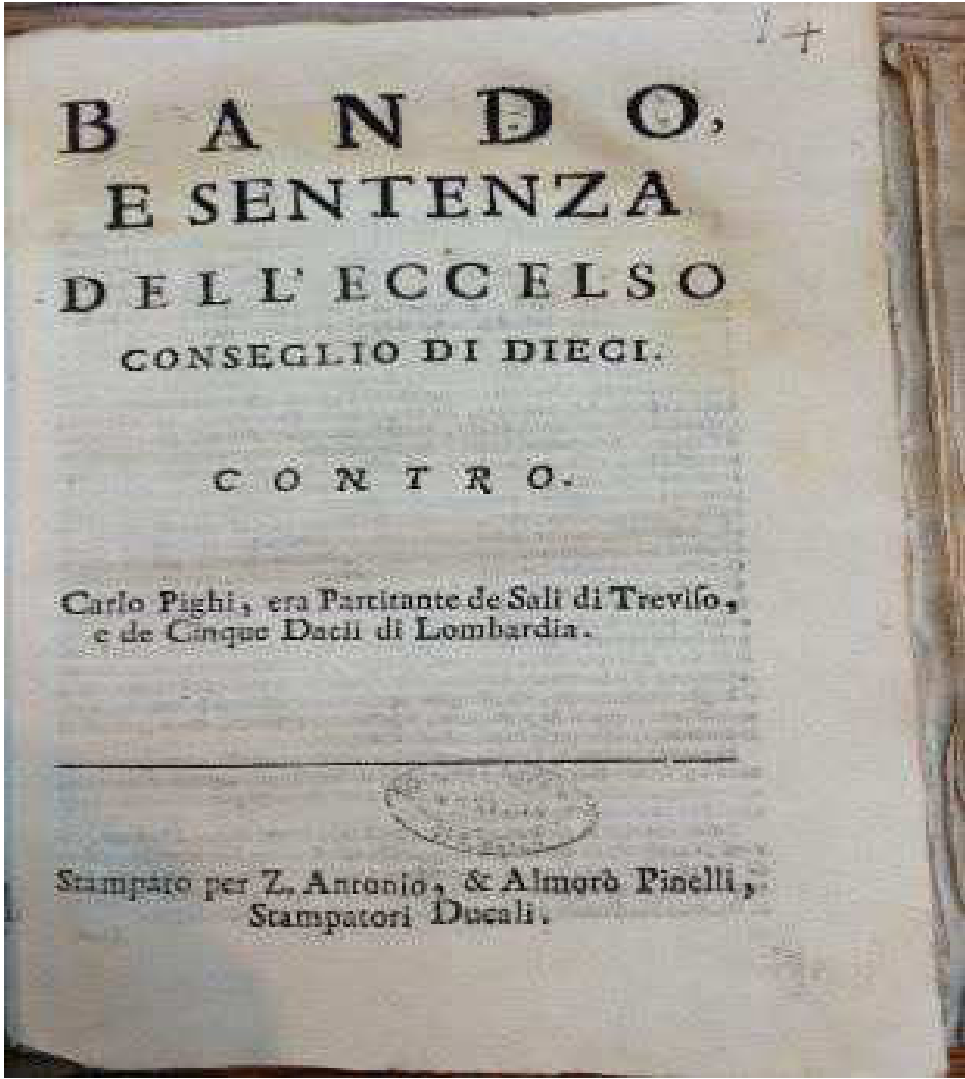 +
BANDO,
E SENTENZA
DELL' ECCELSO
CONSEGLIO DI DIECI.
CONTRO.
Carlo Pighi, era Partitante de Sali di Treviſo,
e de Cinque Dacii di Lombardia.
Stampato per Z. Antonio, & Almorò Pinelli,
Stampatori Ducali.